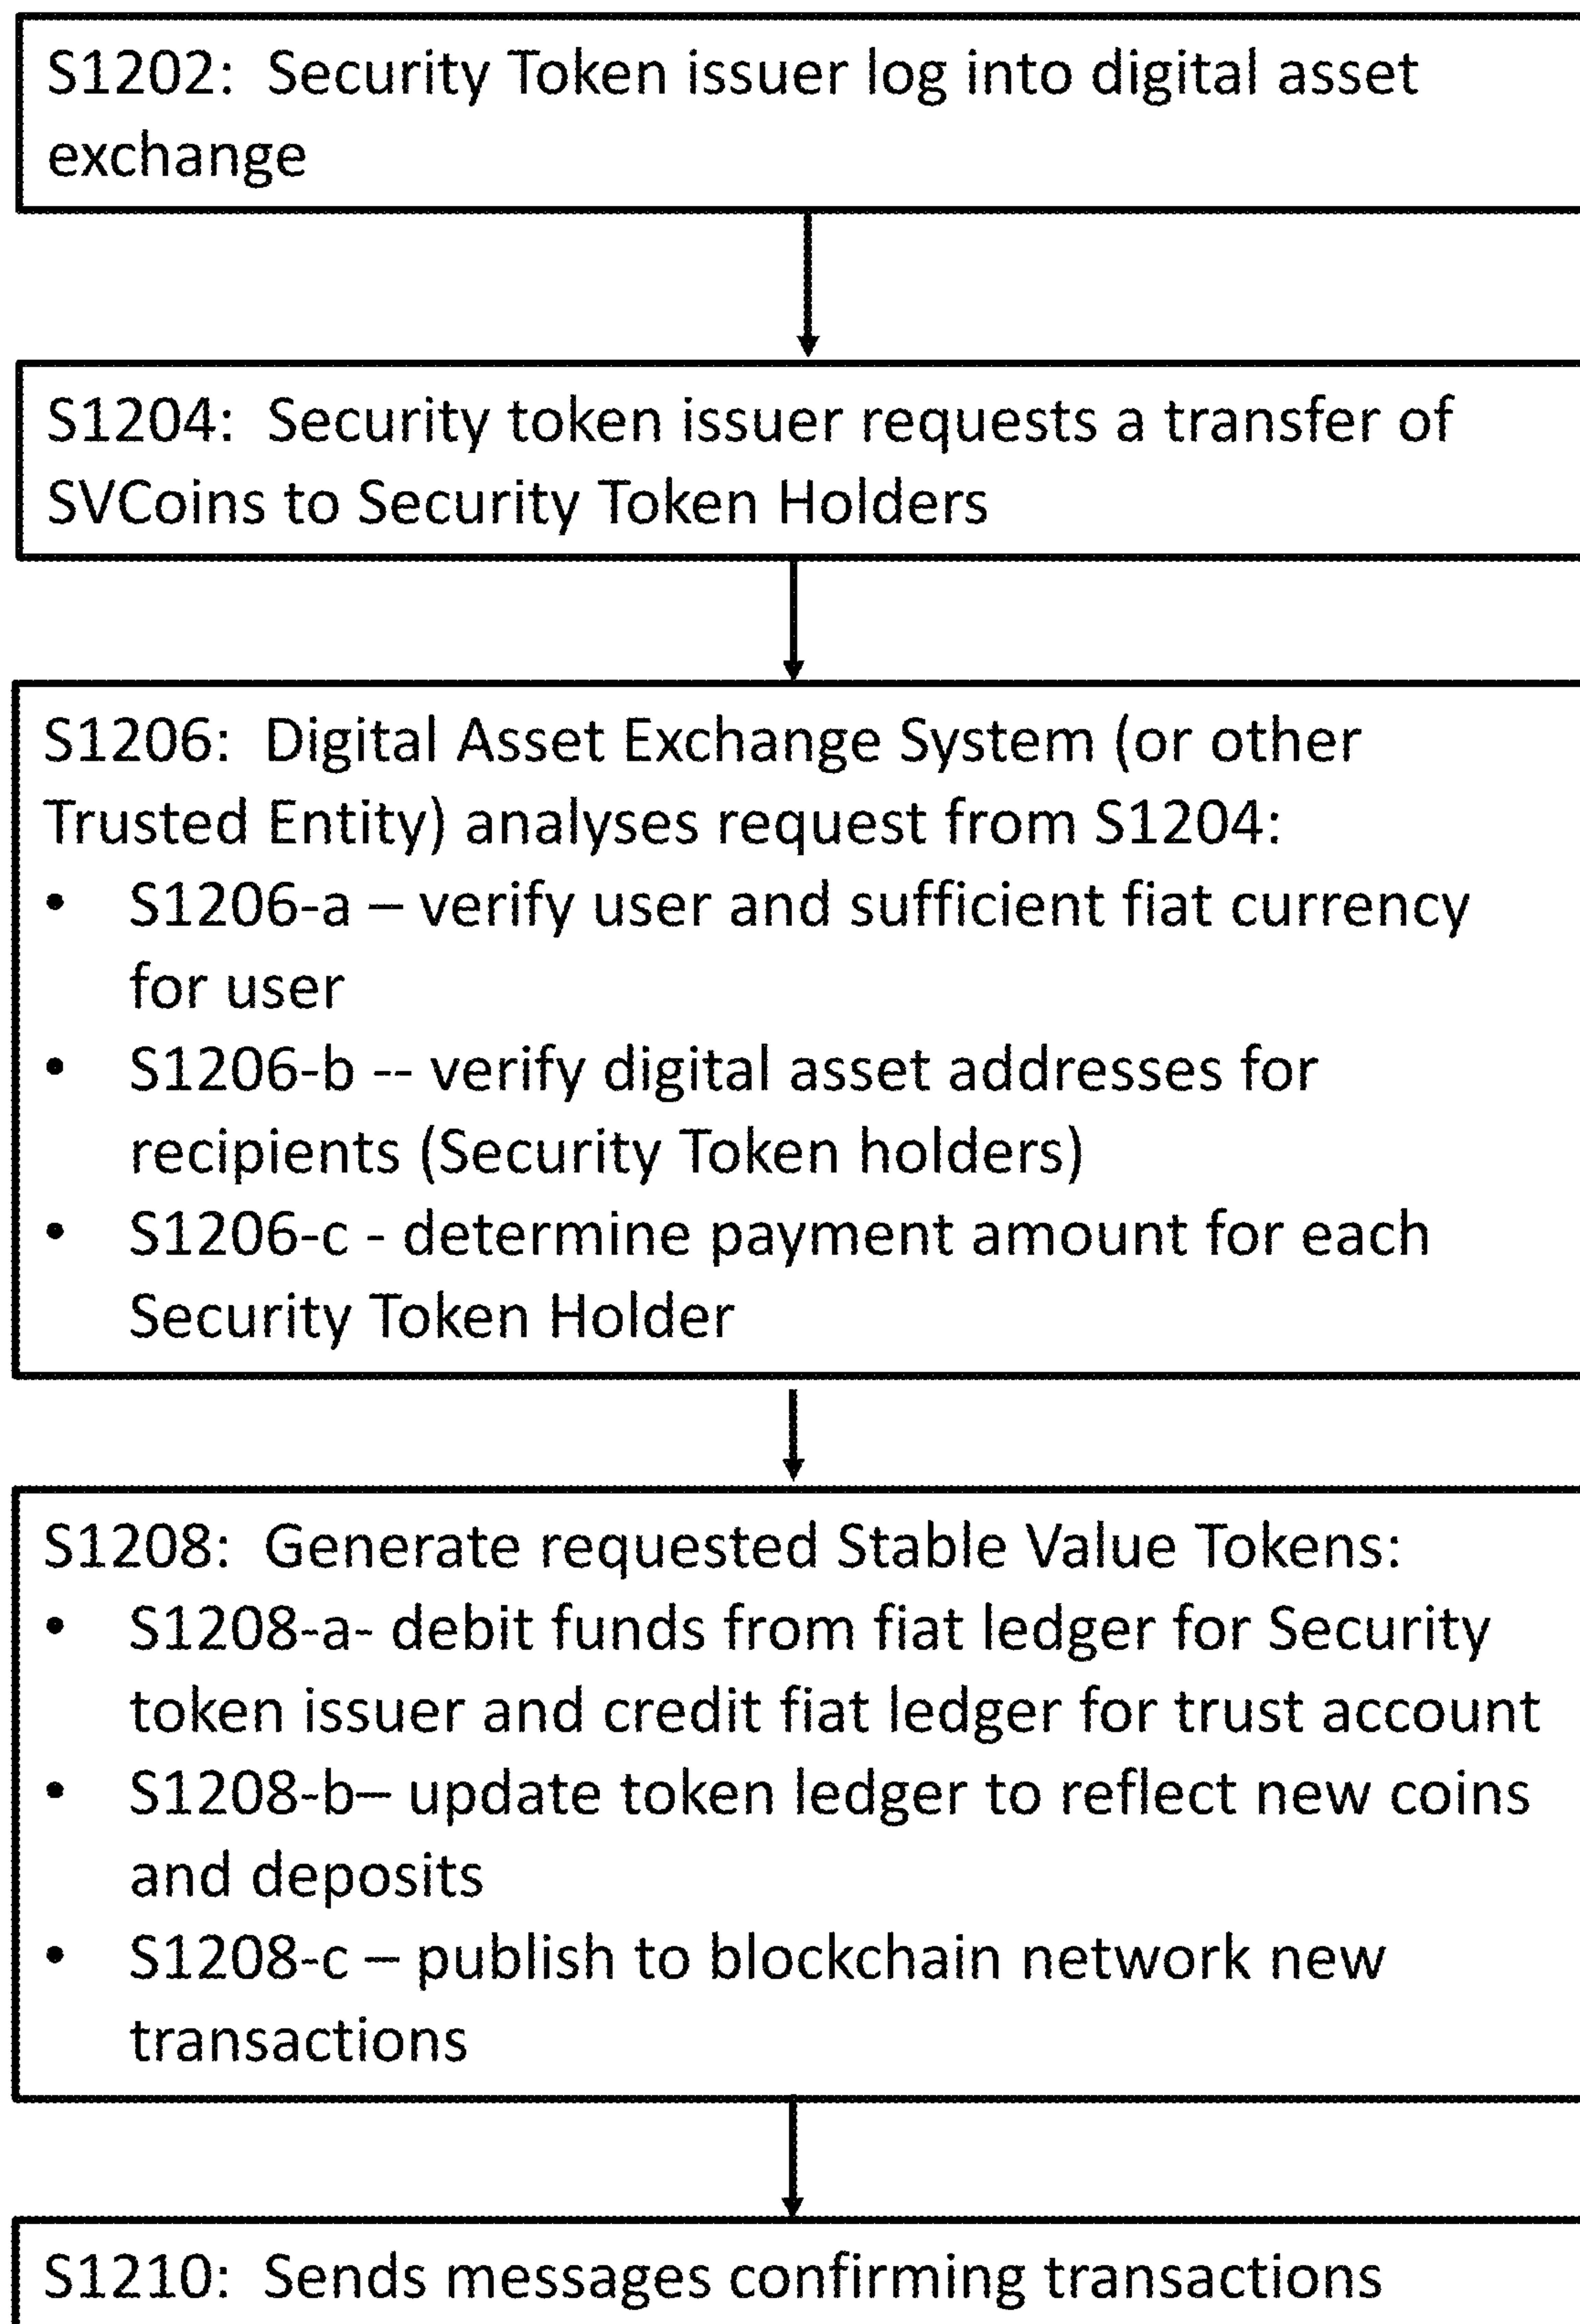 S1202: Security Token issuer log into digital asset
exchange
S1204: Security token issuer requests a transfer of
SVCoins to Security Token Holders
S1206: Digital Asset Exchange System (or other
Trusted Entity) analyses request from S1204:
• S1206-a – verify user and sufficient fiat currency
for user
• S1206-b -- verify digital asset addresses for
recipients (Security Token holders)
• S1206-c - determine payment amount for each
Security Token Holder
S1208: Generate requested Stable Value Tokens:
• S1208-a- debit funds from fiat ledger for Security
token issuer and credit fiat ledger for trust account
• S1208-b– update token ledger to reflect new coins
and deposits
• S1208-c – publish to blockchain network new
transactions
S1210: Sends messages confirming transactions